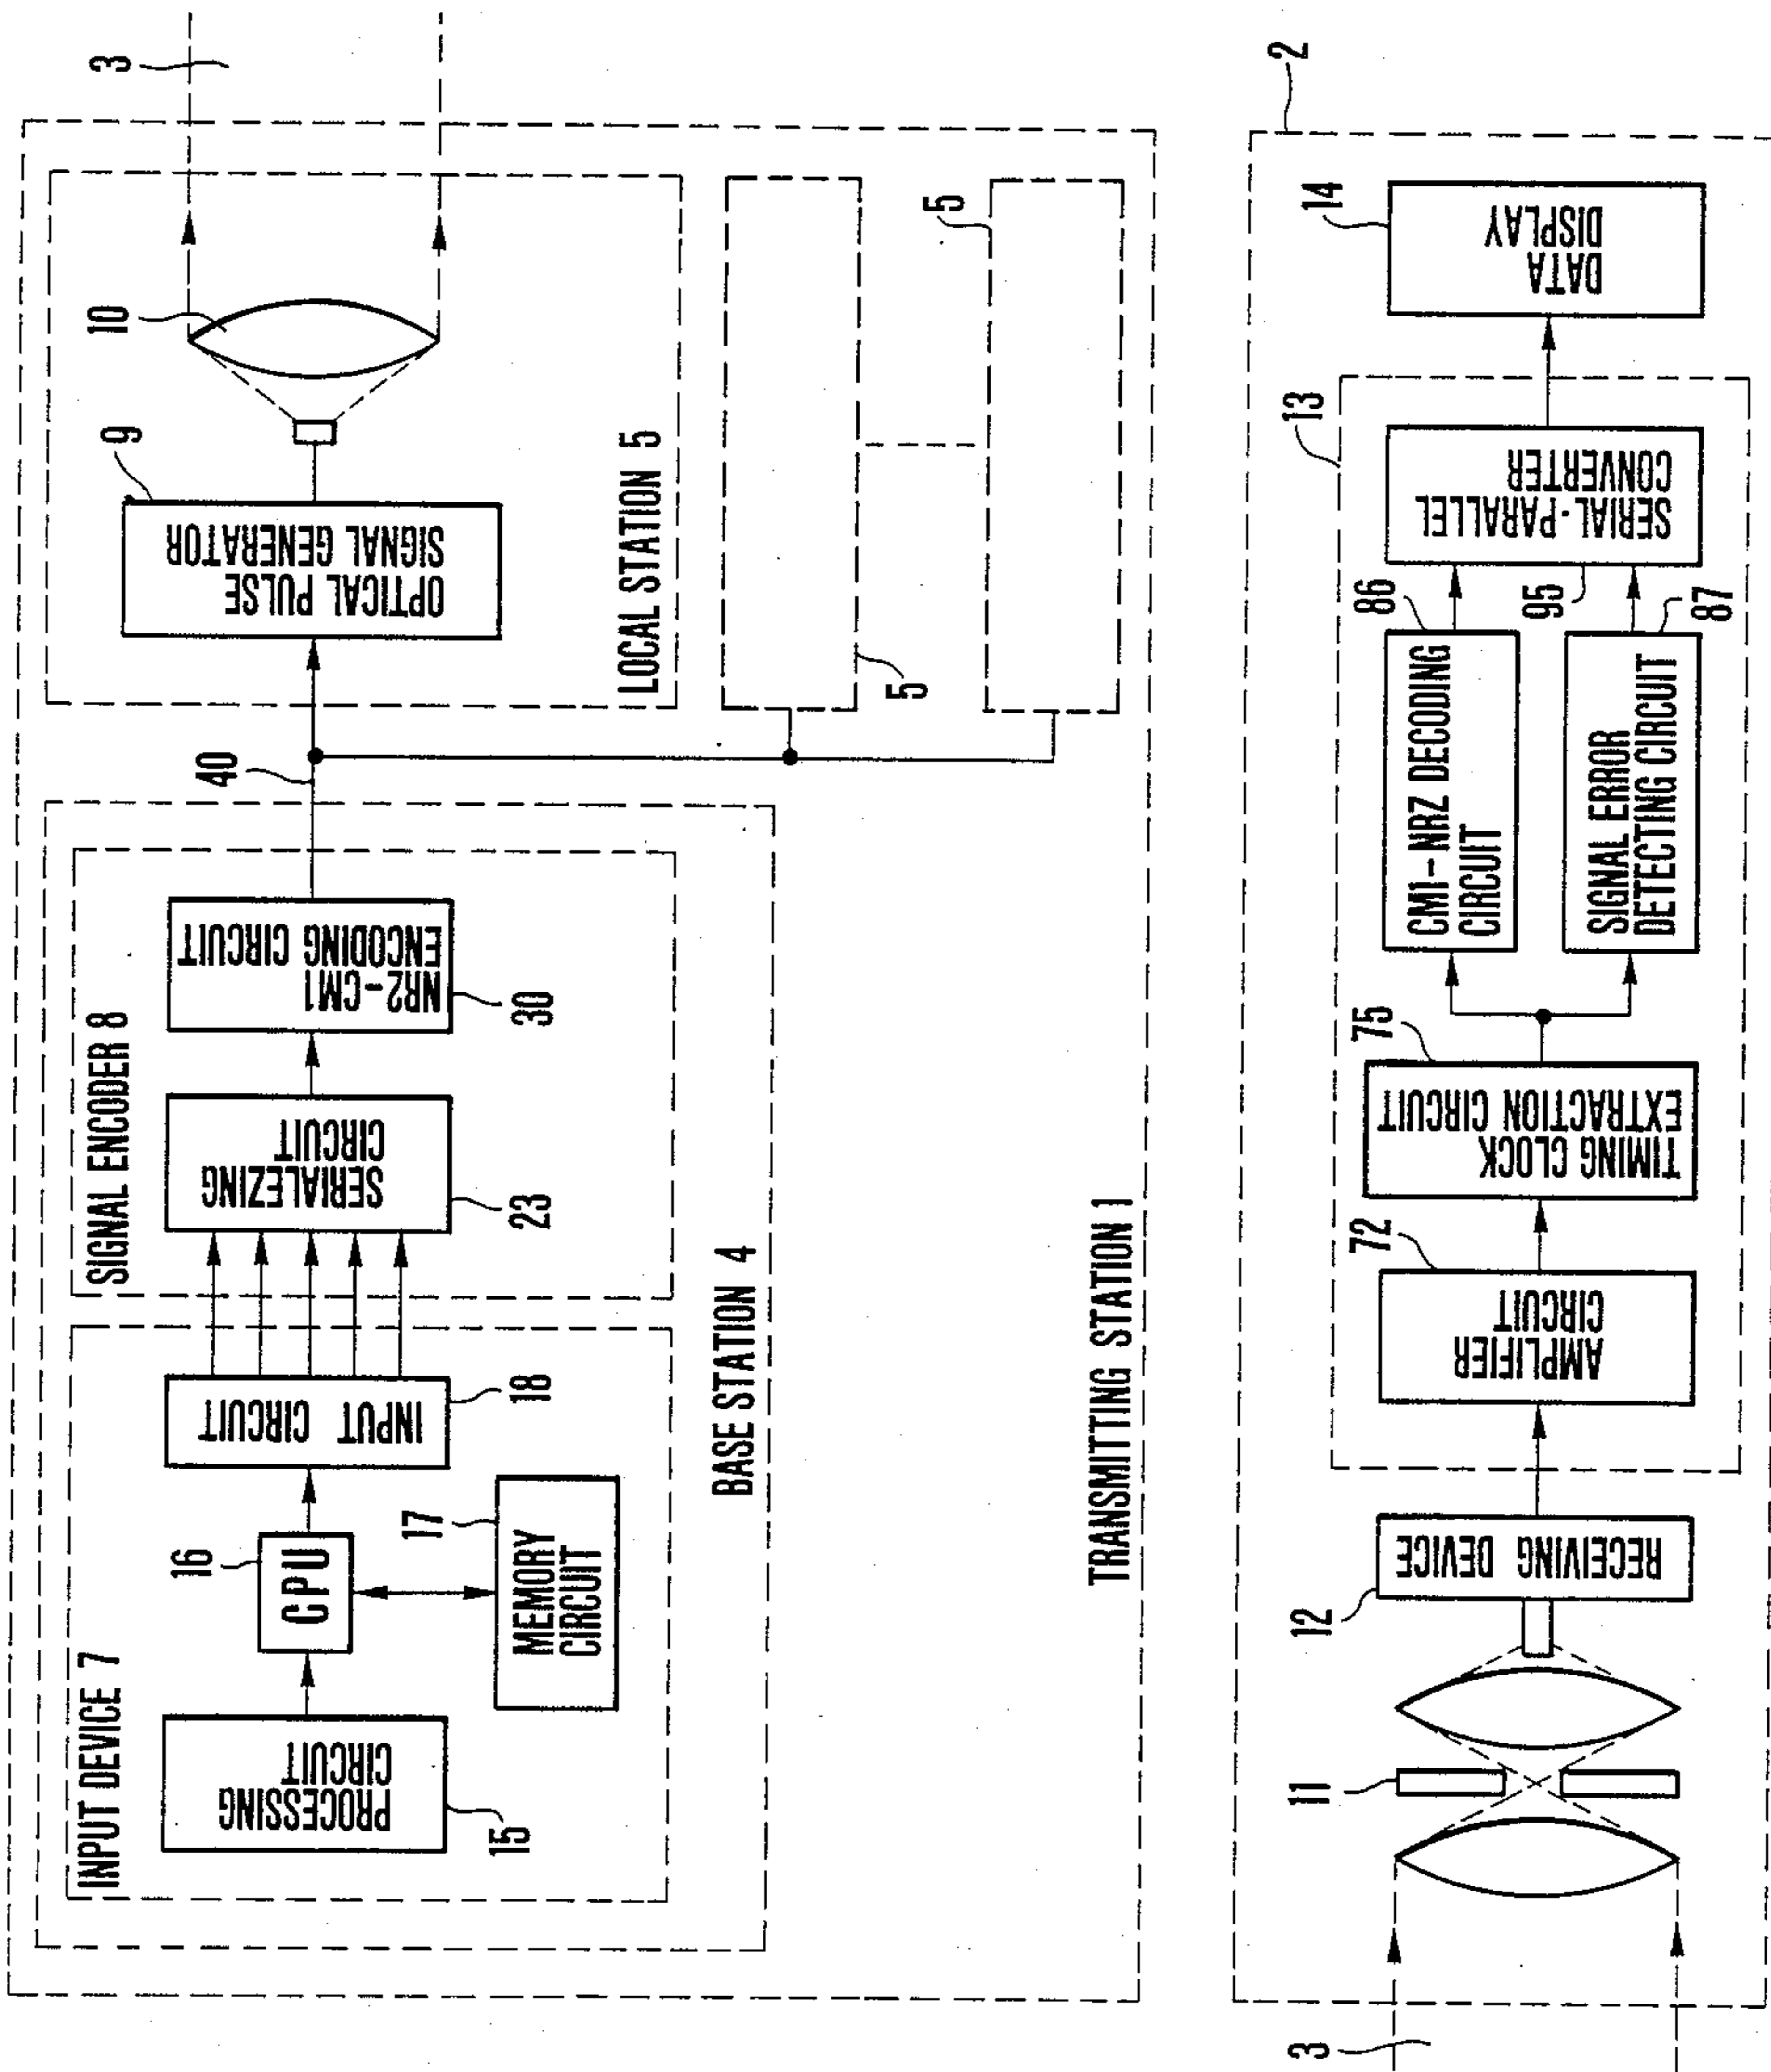 INPUT DEVICE 7
PROCESSING
CIRCUIT
15
16
CPU
17
MEMORY
CIRCUIT
INPUT CIRCUIT
18
SIGNAL ENCODER 8
SERIALEZING
CIRCUIT
23
NR2-CM1
ENCODING CIRCUIT
30
BASE STATION 4
40
9
OPTICAL PULSE
SIGNAL GENERATOR
10
3
LOCAL STATION 5
5
5
TRANSMITTING STATION 1
3
11
12
RECEIVING DEVICE
72
AMPLIFIER
CIRCUIT
75
TIMING CLOCK
EXTRACTION CIRCUIT
86
CM1-NRZ DECODING
CIRCUIT
SIGNAL ERROR
DETECTING CIRCUIT
87
13
SERIAL-PARALLEL
CONVERTER
95
14
DATA
DISPLAY
2